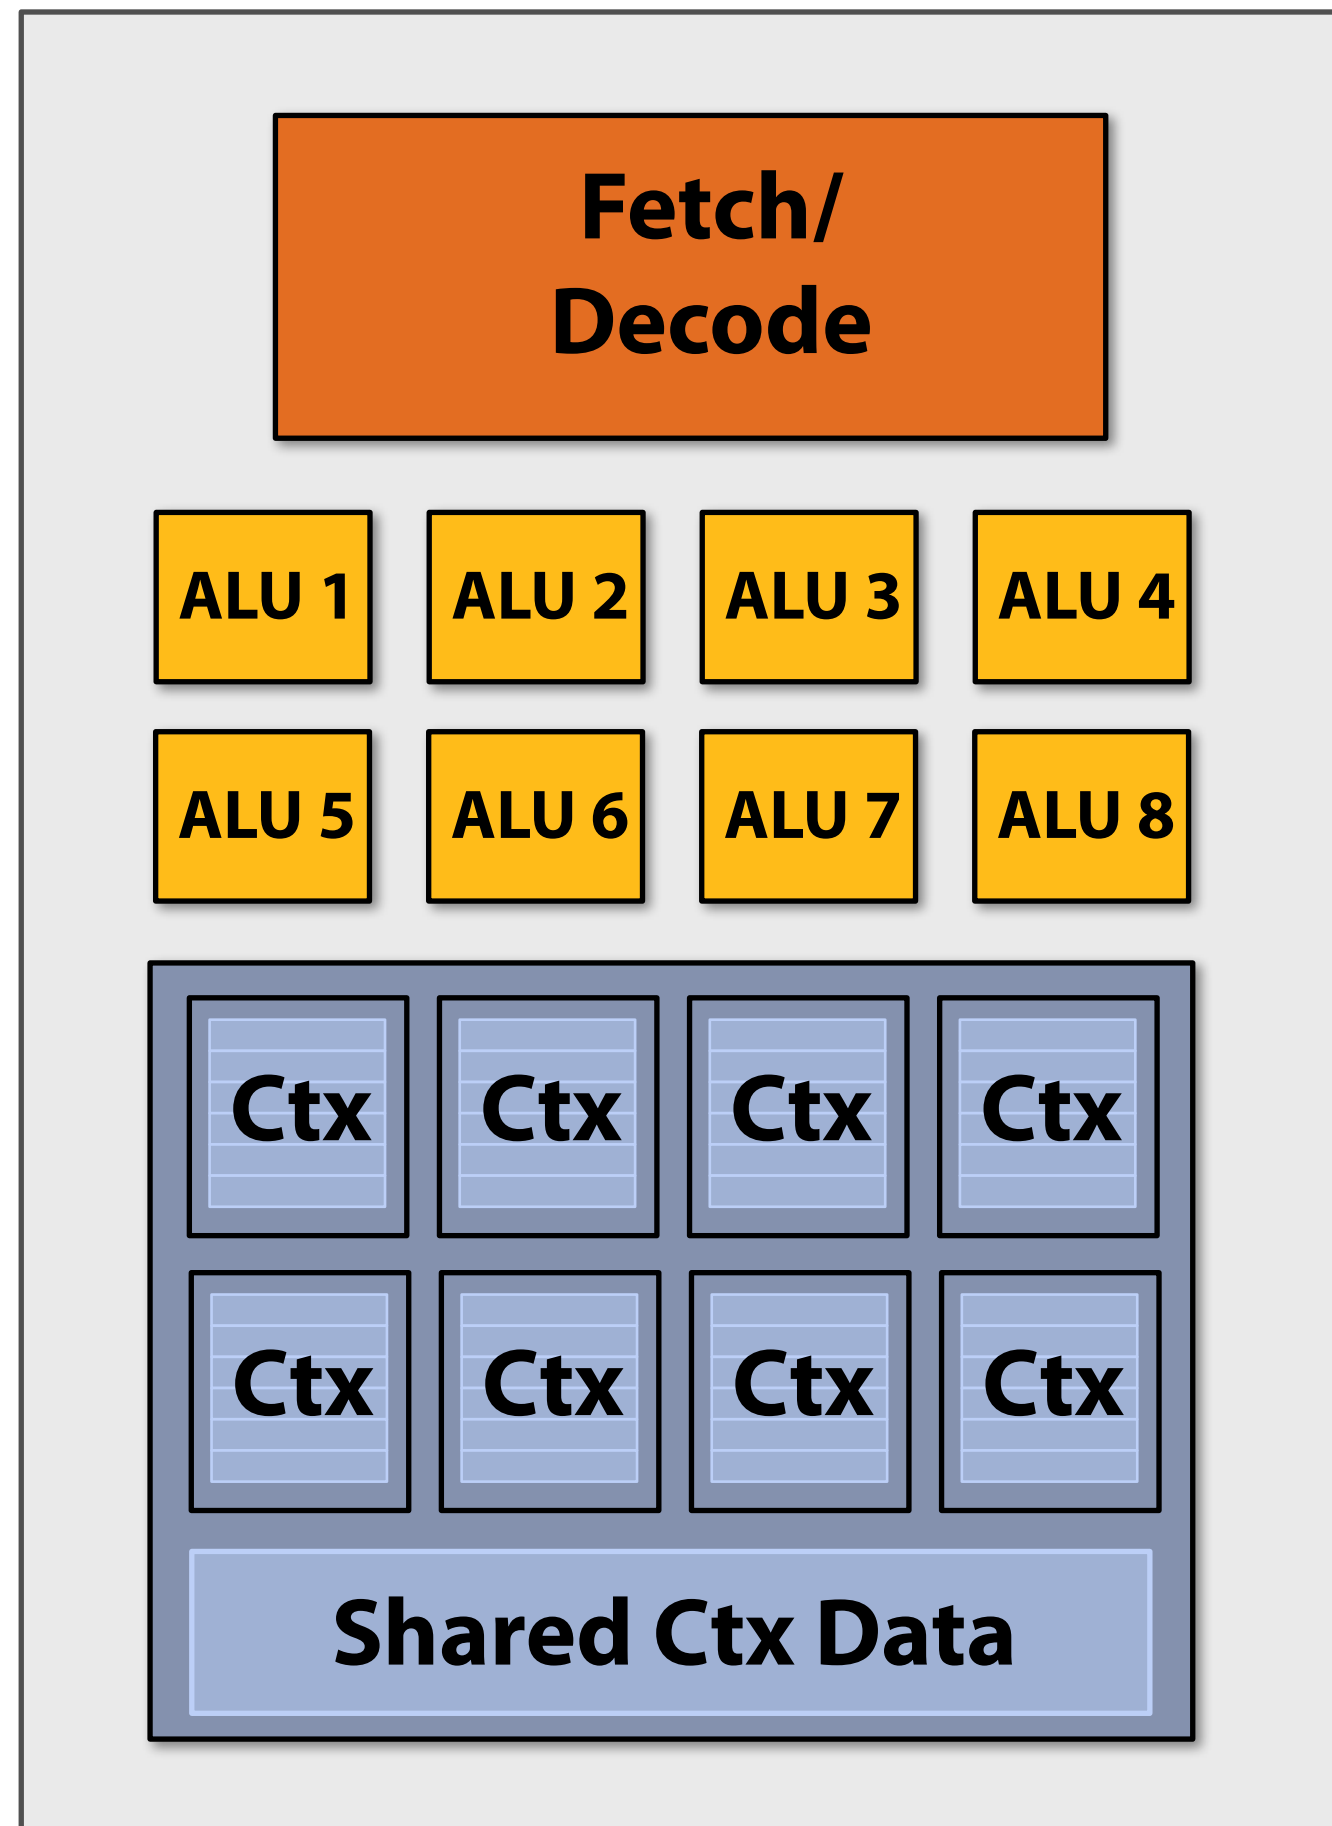 Fetch/
Decode
ALU 1 ALU 2 ALU 3 ALU 4
ALU 5 ALU 6 ALU 7 ALU 8
Ctx Ctx Ctx Ctx
Ctx Ctx Ctx Ctx
Shared Ctx Data